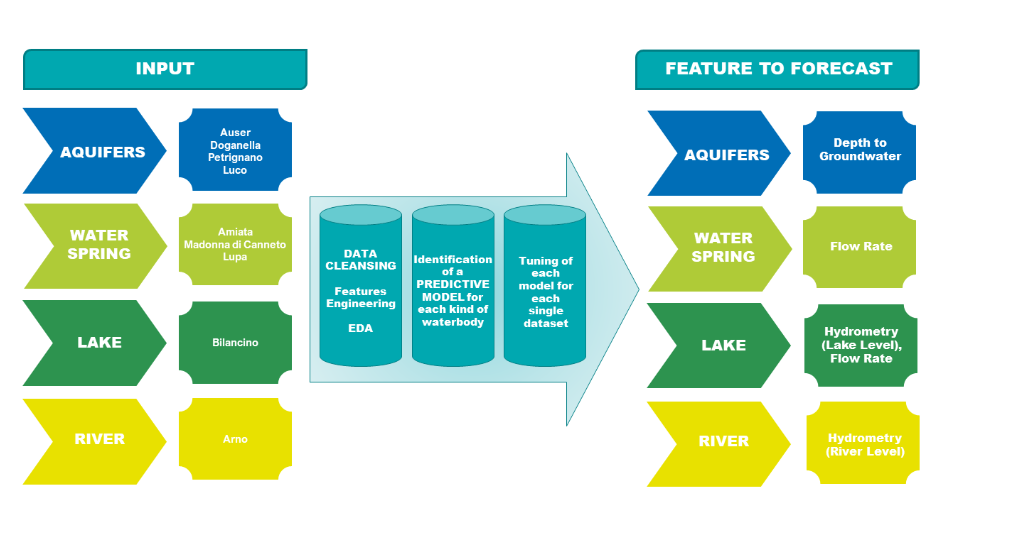 INPUT
AQUIFERS
Auser
Doganella
Petrignano
Luco
WATER
SPRING
Amiata
Madonna di Canneto
Lupa
LAKE
Bilancino
RIVER
Arno
DATA
CLEANSING
Features
Engineering
EDA
Identification
of a
PREDICTIVE
MODEL for
each kind of
waterbody
Tuning of
each
model for
each
single
dataset
FEATURE TO FORECAST
AQUIFERS
Depth to
Groundwater
WATER
SPRING
Flow Rate
LAKE
Hydrometry
(Lake Level),
Flow Rate
RIVER
Hydrometry
(River Level)